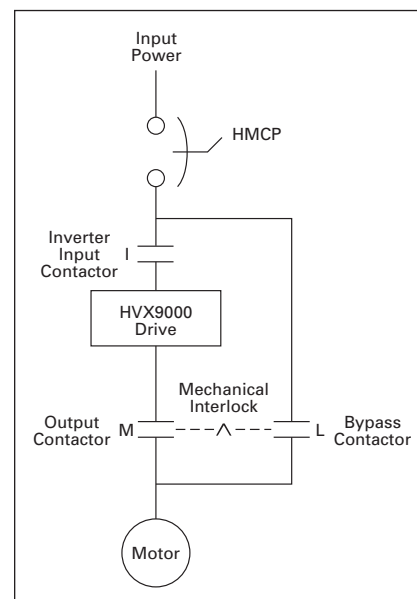 Input
Power
HMCP
Inverter
Input
Contactor
I
HVX9000
Drive
Mechanical
Interlock
Output
Contactor
M
L
Bypass
Contactor
Motor